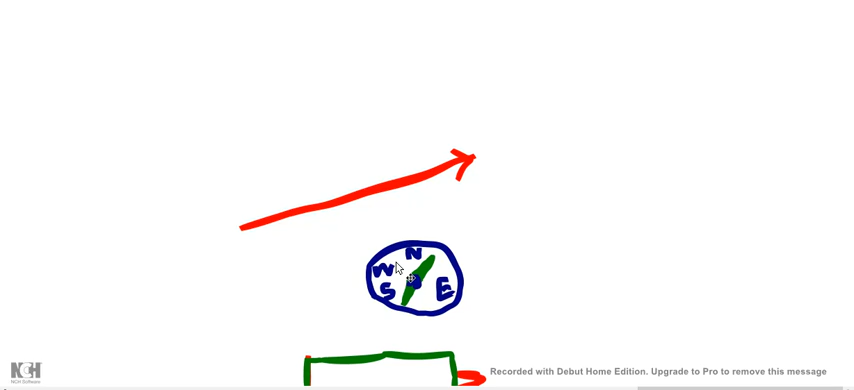 N
W
S E
NCH
NCH Software
Recorded with Debut Home Edition. Upgrade to Pro to remove this message